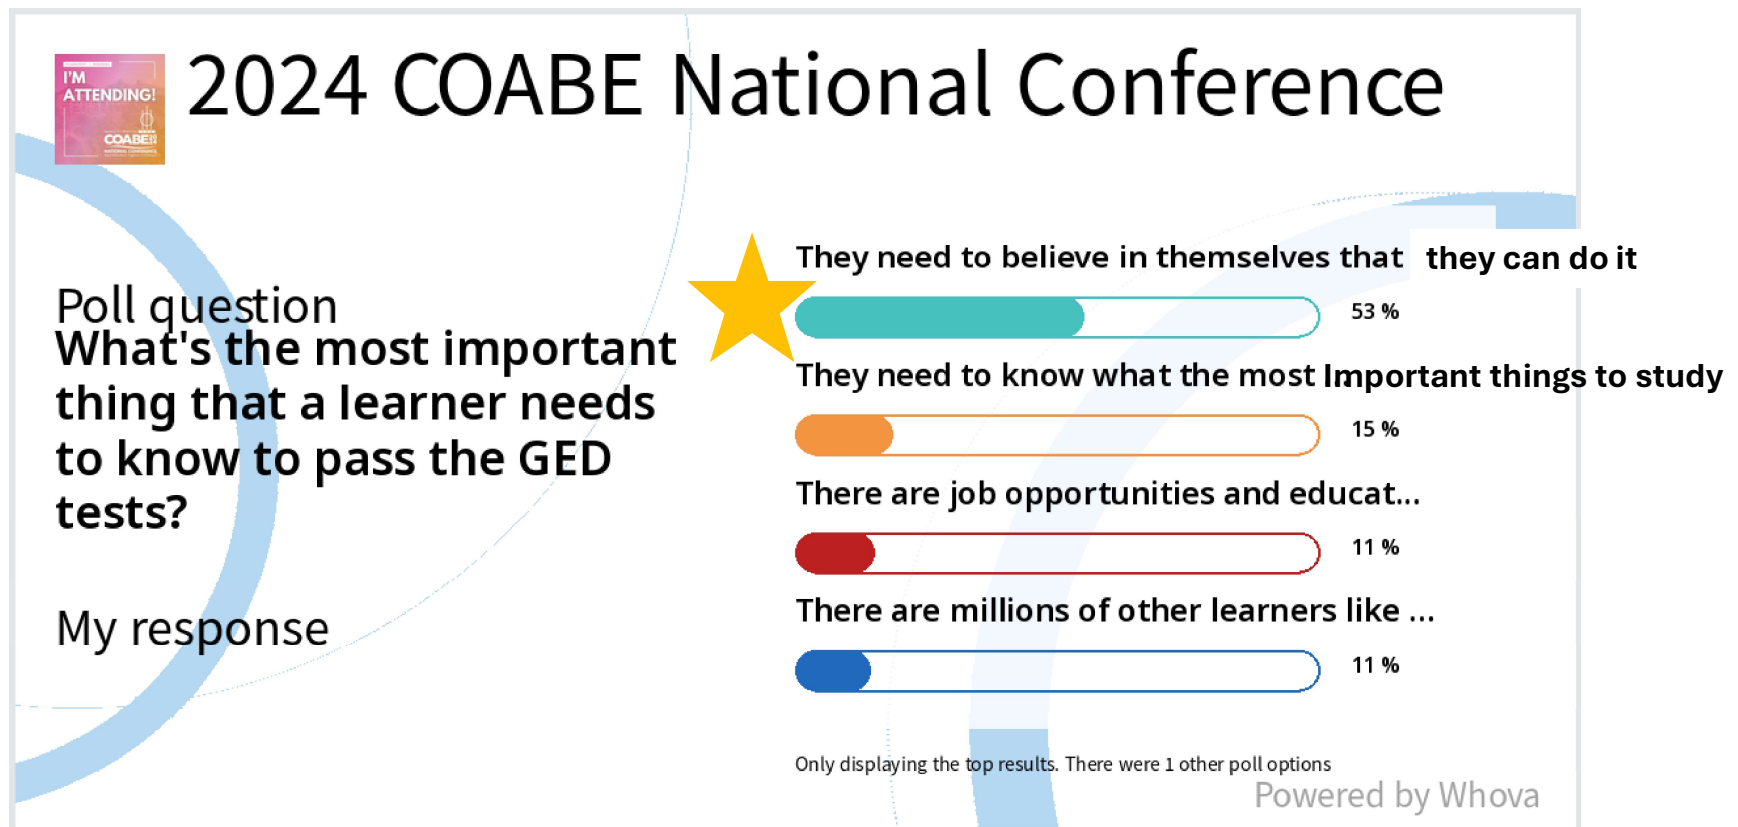 I'M
ATTENDING!
COABE
2024 COABE National Conference
Poll question
What's the most important
thing that a learner needs
to know to pass the GED
tests?
My response
They need to believe in themselves that they can do it
53 %
They need to know what the most Important things to study
15 %
There are job opportunities and educat...
11 %
There are millions of other learners like ...
11 %
Only displaying the top results. There were 1 other poll options
Powered by Whova